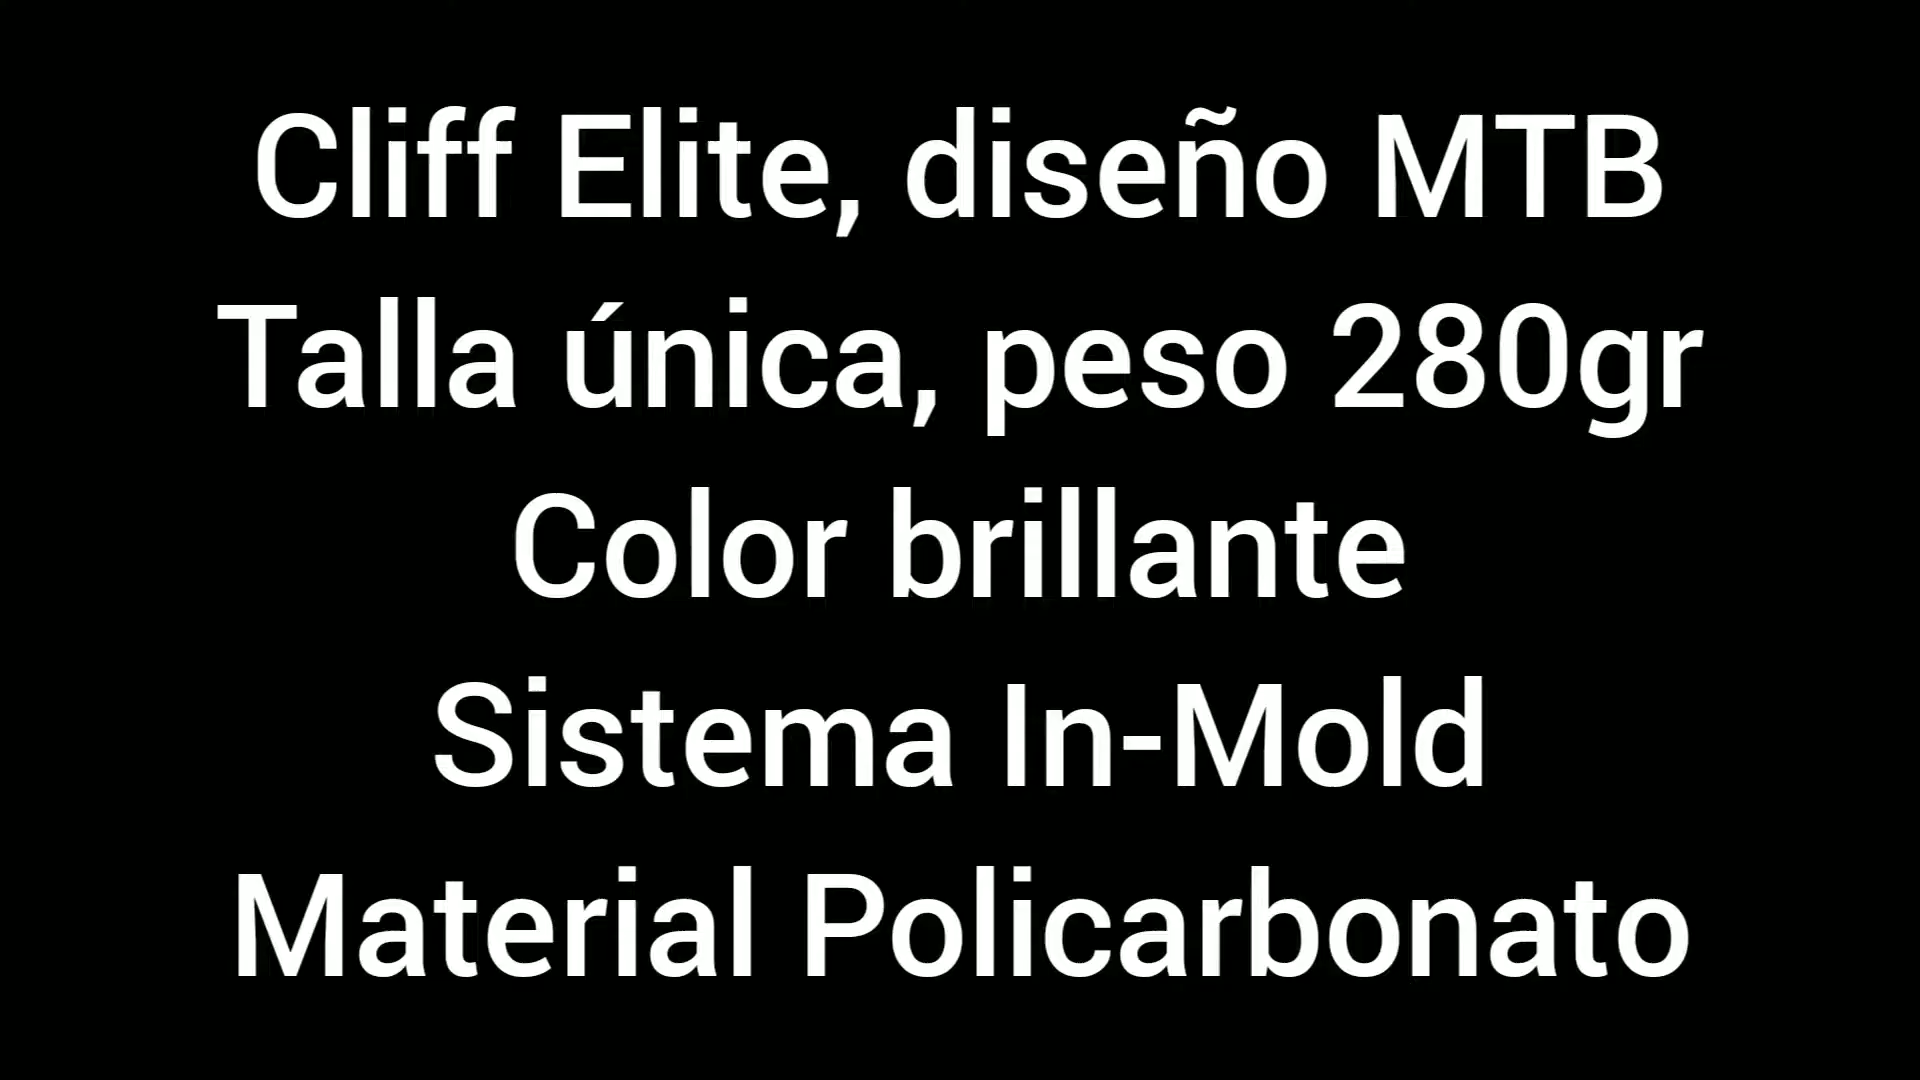 Cliff Elite, diseño MTB
Talla única, peso 280gr
Color brillante
Sistema In-Mold
Material Policarbonato